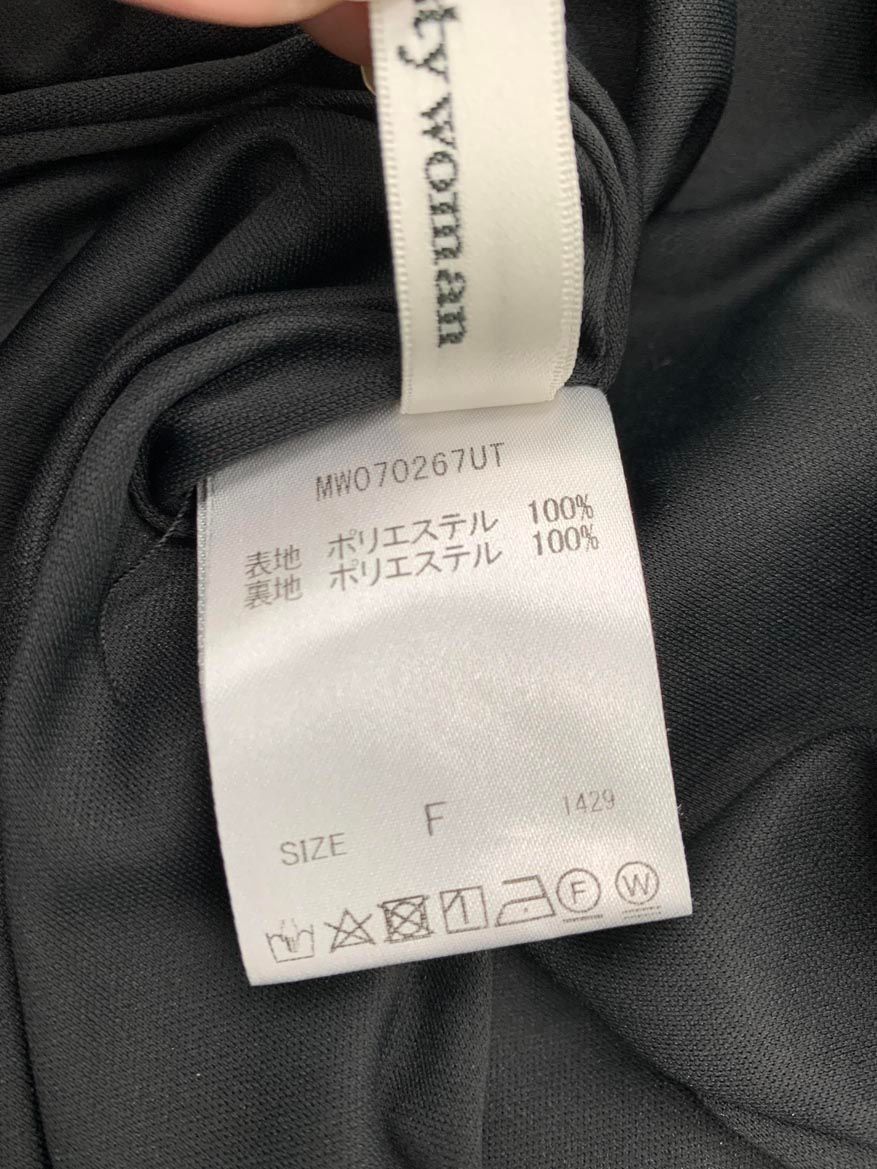 ty woman
MW070267UT
表地 ポリエステル 100%
裏地 ポリエステル 100%
SIZE F 1429
F W